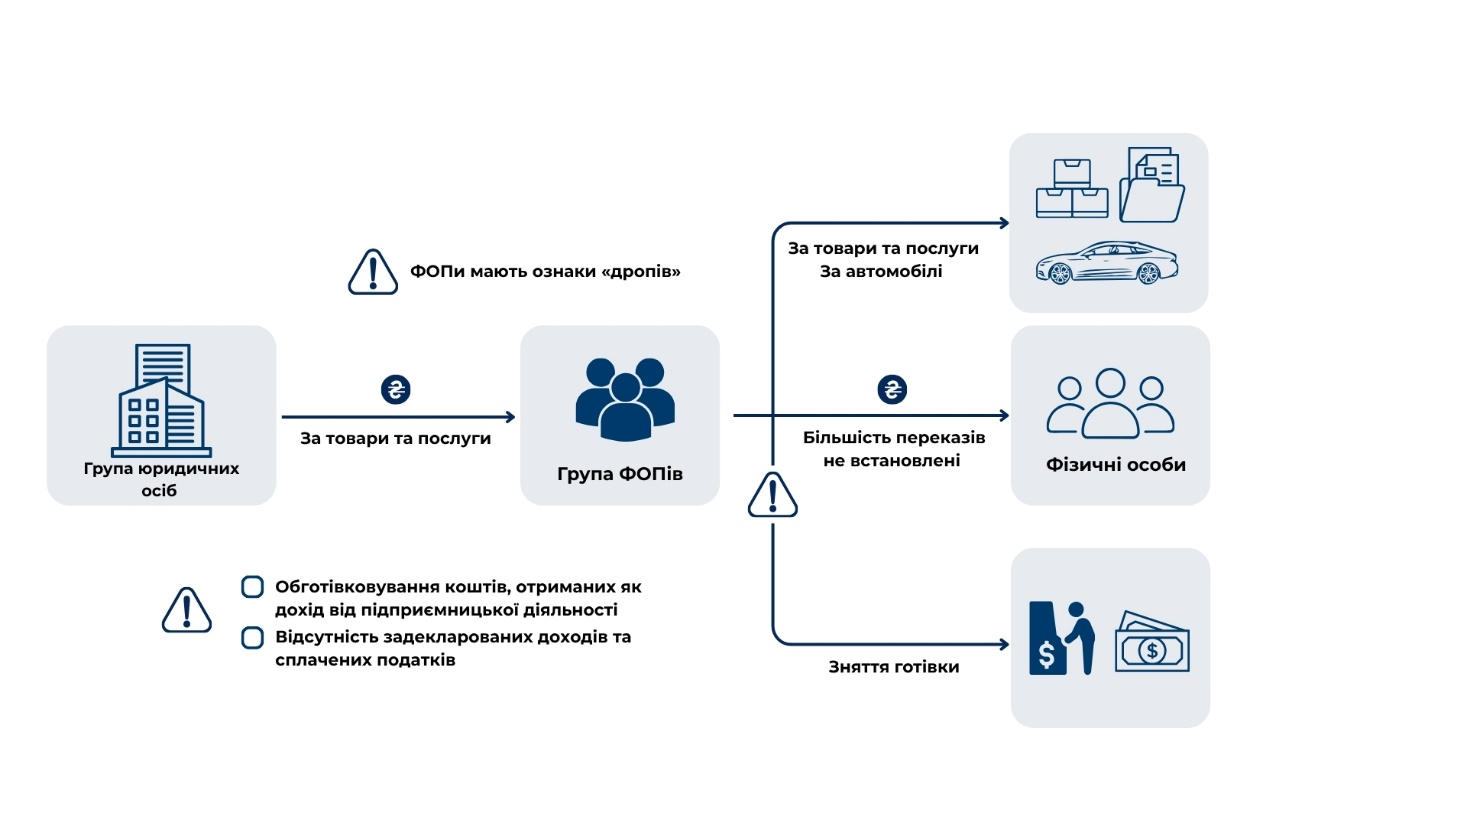 ФОПи мають ознаки «дропів»
За товари та послуги
За автомобілі
Група юридичних
осіб
₴
За товари та послуги
Група ФОПів
₴
Більшість переказів
не встановлені
Фізичні особи
Обготівковування коштів, отриманих як
дохід від підприємницької діяльності
Відсутність задекларованих доходів та
сплачених податків
Зняття готівки
$
$